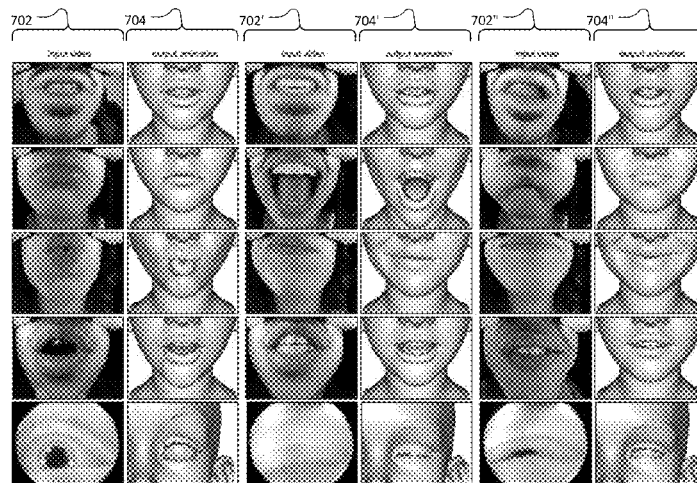 702 704 702' 704' 702" 704"
input video output animation input video output animation input video output animation